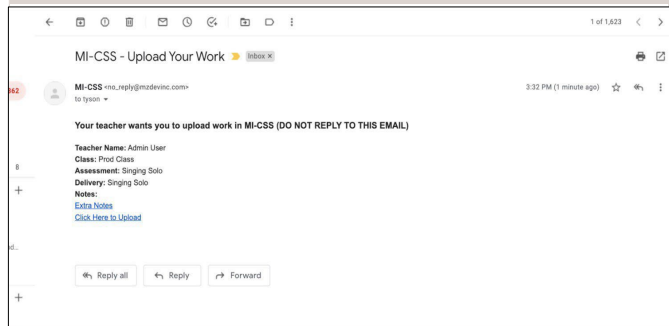 1 of 1,623
MI-CSS - Upload Your Work
Inbox ×
362
MI-CSS <no_reply@mzdevinc.com>
3:32 PM (1 minute ago)
to tyson
Your teacher wants you to upload work in MI-CSS (DO NOT REPLY TO THIS EMAIL)
Teacher Name: Admin User
Class: Prod Class
Assessment: Singing Solo
Delivery: Singing Solo
Notes:
Extra Notes
Click Here to Upload
Reply all
Reply
Forward